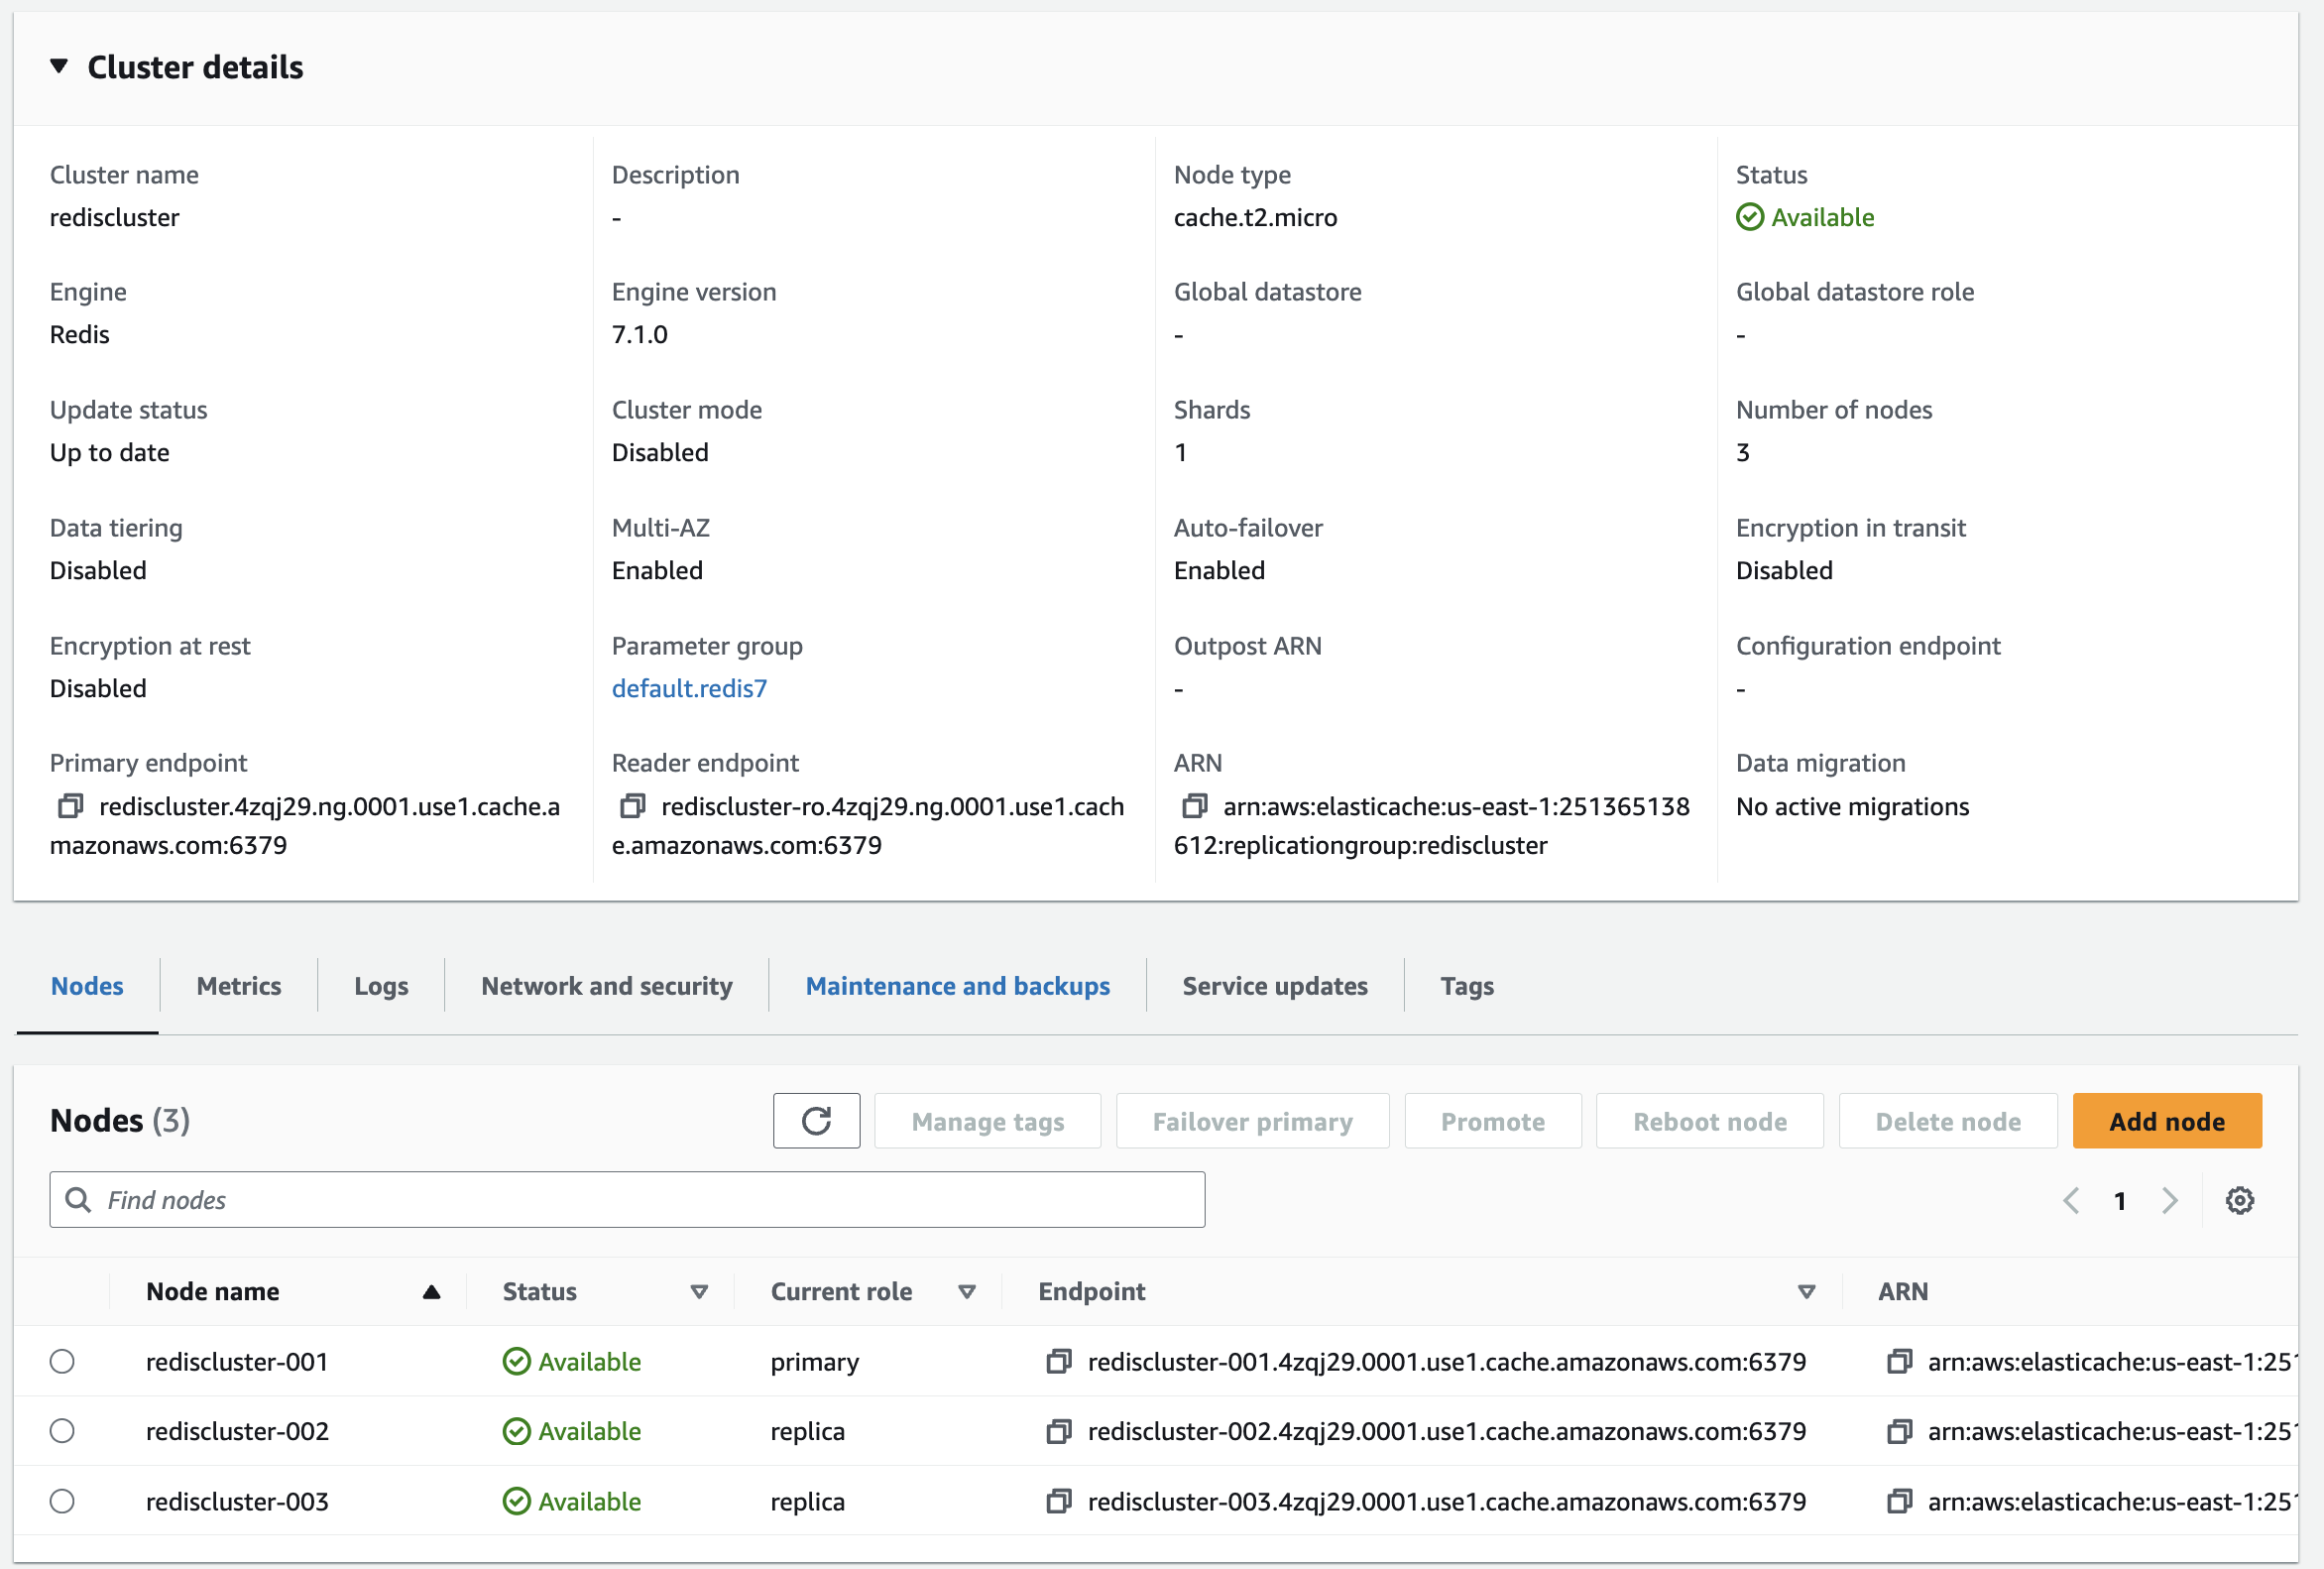 Cluster details
Cluster name
rediscluster
Description
-
Node type
cache.t2.micro
Status
Available
Engine
Redis
Engine version
7.1.0
Global datastore
-
Global datastore role
-
Update status
Up to date
Cluster mode
Disabled
Shards
1
Number of nodes
3
Data tiering
Disabled
Multi-AZ
Enabled
Auto-failover
Enabled
Encryption in transit
Disabled
Encryption at rest
Disabled
Parameter group
default.redis7
Outpost ARN
-
Configuration endpoint
-
Primary endpoint
rediscluster.4zqj29.ng.0001.use1.cache.a
mazonaws.com:6379
Reader endpoint
rediscluster-ro.4zqj29.ng.0001.use1.cach
e.amazonaws.com:6379
ARN
arn:aws:elasticache:us-east-1:251365138
612:replicationgroup:rediscluster
Data migration
No active migrations
Nodes Metrics Logs Network and security Maintenance and backups Service updates Tags
Nodes (3) Manage tags Failover primary Promote Reboot node Delete node Add node
Find nodes 1
Node name Status Current role Endpoint ARN
rediscluster-001 Available primary rediscluster-001.4zqj29.0001.use1.cache.amazonaws.com:6379 arn:aws:elasticache:us-east-1:251
rediscluster-002 Available replica rediscluster-002.4zqj29.0001.use1.cache.amazonaws.com:6379 arn:aws:elasticache:us-east-1:251
rediscluster-003 Available replica rediscluster-003.4zqj29.0001.use1.cache.amazonaws.com:6379 arn:aws:elasticache:us-east-1:251